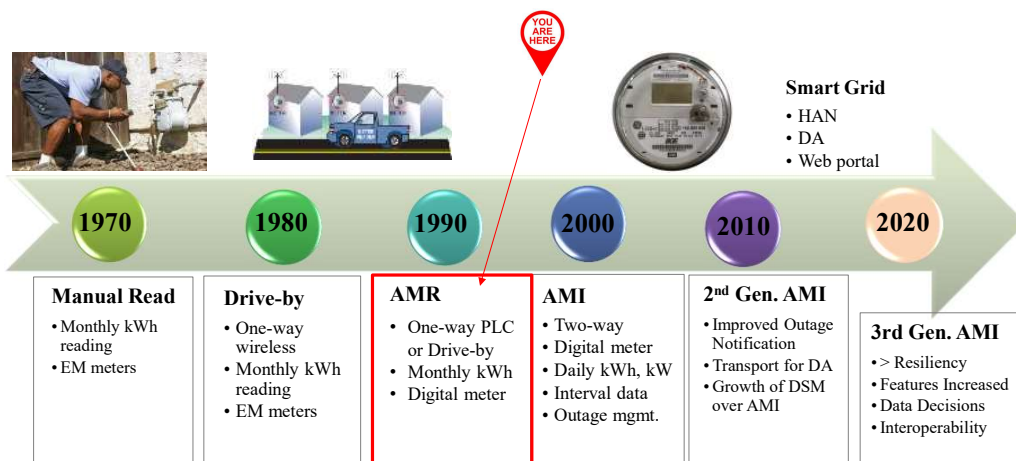 YOU
ARE
HERE
Smart Grid
• HAN
• DA
• Web portal
1970
1980
1990
2000
2010
2020
Manual Read
• Monthly kWh
reading
• EM meters
Drive-by
• One-way
wireless
• Monthly kWh
reading
• EM meters
AMR
• One-way PLC
or Drive-by
• Monthly kWh
• Digital meter
AMI
• Two-way
• Digital meter
• Daily kWh, kW
• Interval data
• Outage mgmt.
2nd Gen. AMI
• Improved Outage
Notification
• Transport for DA
• Growth of DSM
over AMI
3rd Gen. AMI
• > Resiliency
• Features Increased
• Data Decisions
• Interoperability